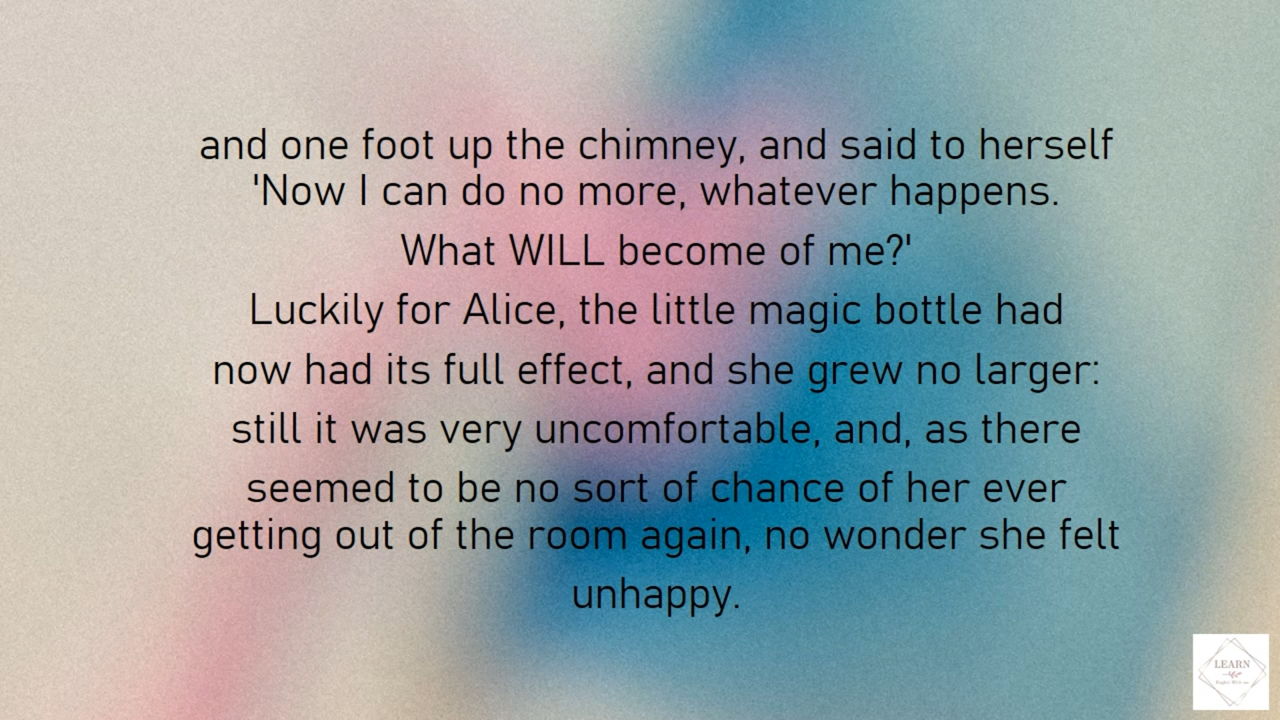 and one foot up the chimney, and said to herself
'Now I can do no more, whatever happens.
What WILL become of me?'
Luckily for Alice, the little magic bottle had
now had its full effect, and she grew no larger:
still it was very uncomfortable, and, as there
seemed to be no sort of chance of her ever
getting out of the room again, no wonder she felt
unhappy.
LEARN